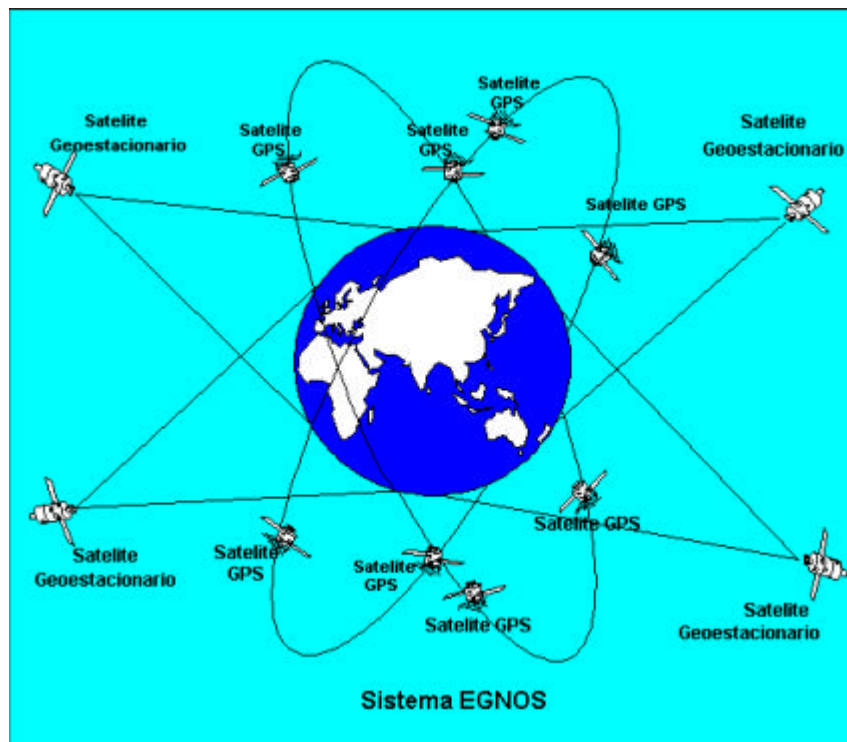 Satelite
GPS
Satelite
Geoestacionario
Satelite
GPS
Satelite
GPS
Satelite
Geoestacionario
Satelite GPS
Satelite GPS
Satelite
Geoestacionario
Satelite
GPS
Satelite
GPS
Satelite GPS
Satelite
Geoestacionario
Sistema EGNOS